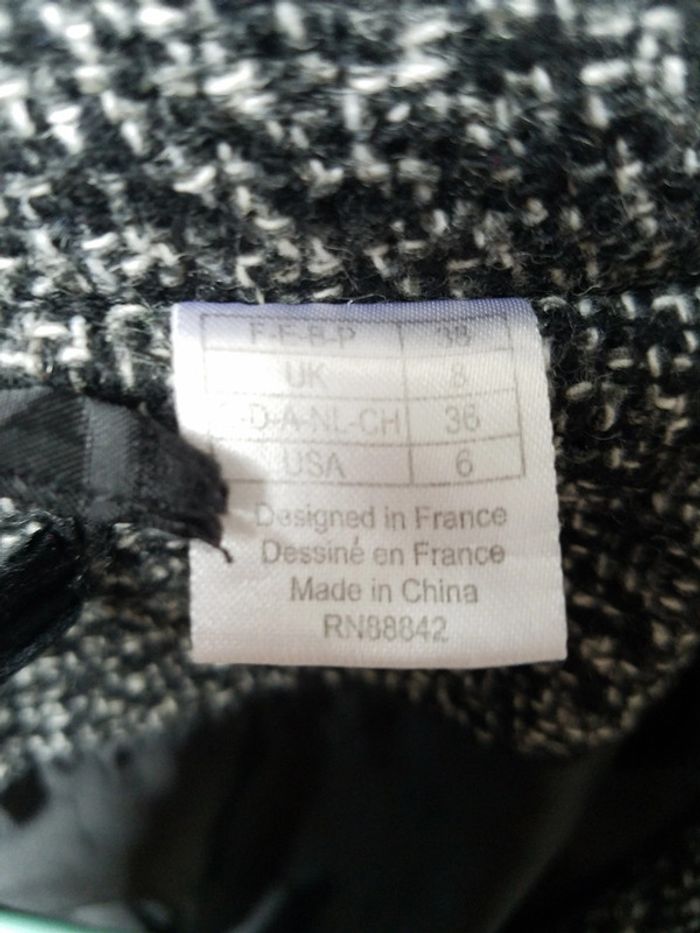 F-E-B-P 38
UK 8
D-A-NL-CH 36
USA 6
Designed in France
Dessiné en France
Made in China
RN88842